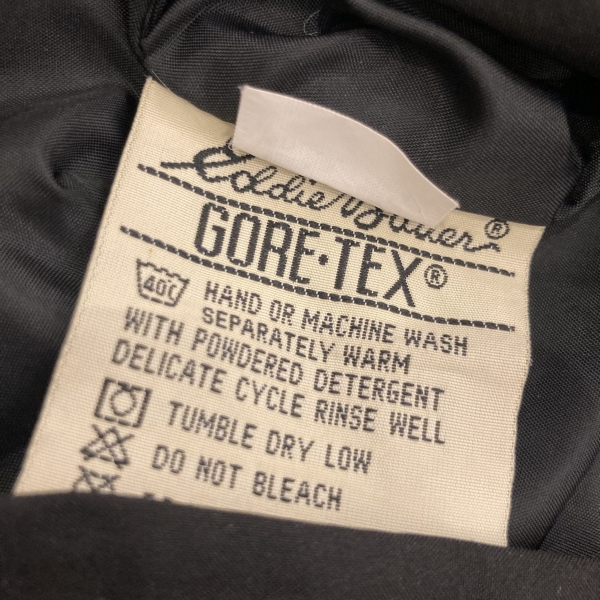 Eddie Bauer®
GORE-TEX®
40C HAND OR MACHINE WASH
SEPARATELY WARM
WITH POWDERED DETERGENT
DELICATE CYCLE RINSE WELL
TUMBLE DRY LOW
DO NOT BLEACH